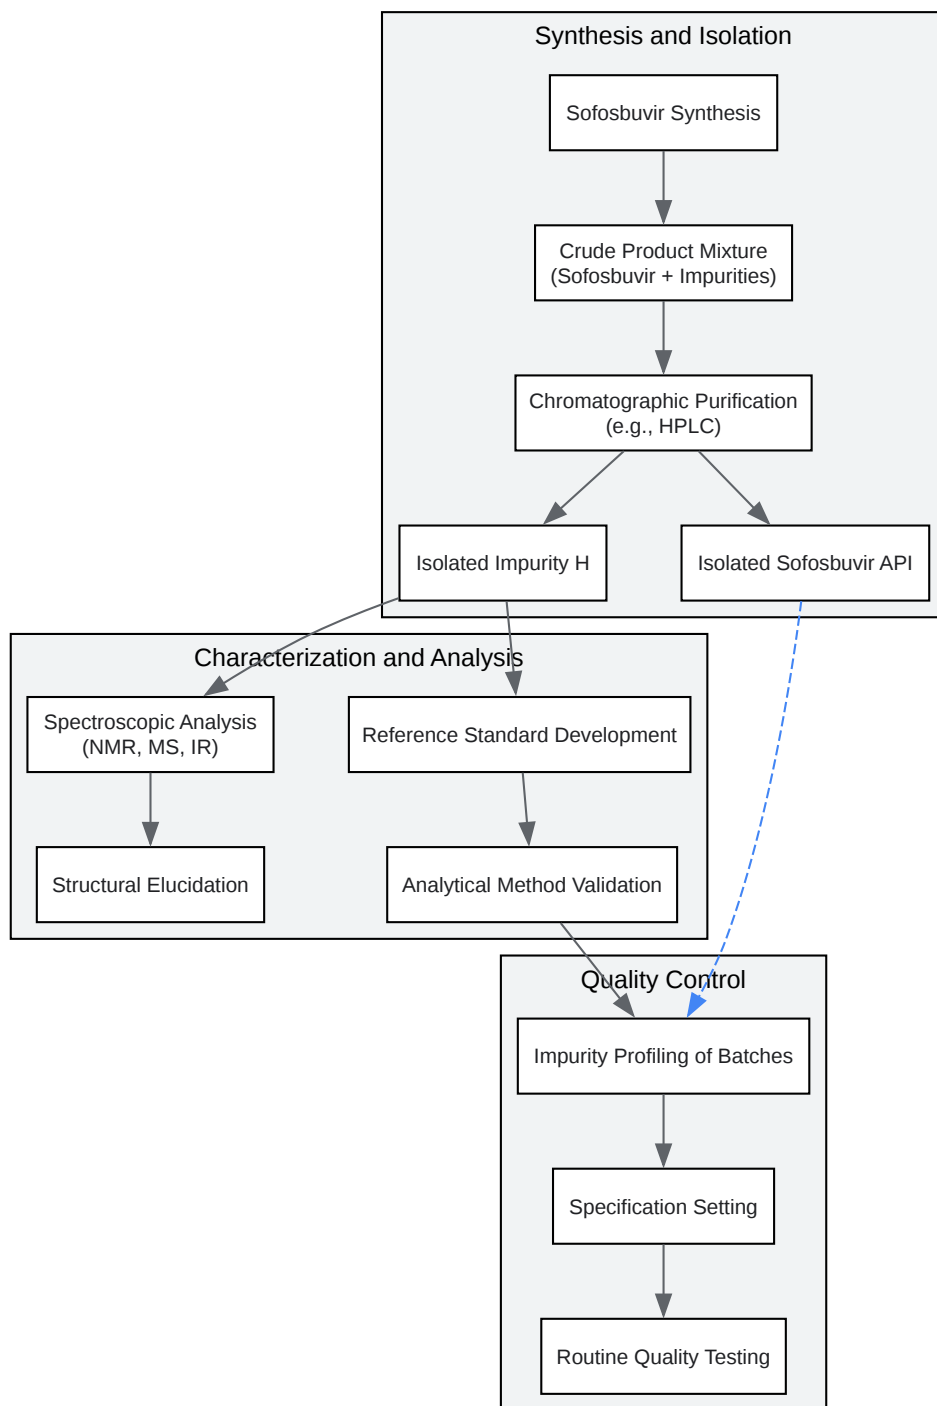 Synthesis and Isolation
Sofosbuvir Synthesis
Crude Product Mixture
(Sofosbuvir + Impurities)
Chromatographic Purification
(e.g., HPLC)
Isolated Impurity H
Isolated Sofosbuvir API
Characterization and Analysis
Spectroscopic Analysis
(NMR, MS, IR)
Reference Standard Development
Structural Elucidation
Analytical Method Validation
Quality Control
Impurity Profiling of Batches
Specification Setting
Routine Quality Testing